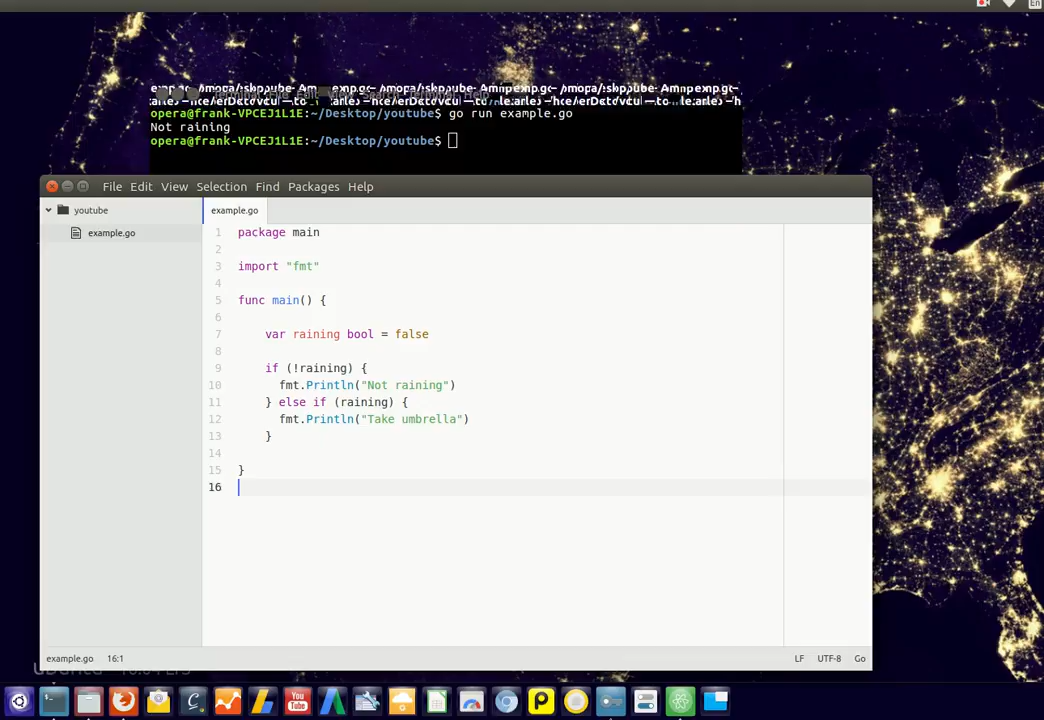 En
opera@frank-VPCEJ1L1E:~/Desktop/youtube$ go run example.go
Not raining
opera@frank-VPCEJ1L1E:~/Desktop/youtube$
File Edit View Selection Find Packages Help
youtube
example.go
example.go
1 package main
2
3 import "fmt"
4
5 func main() {
6
7 var raining bool = false
8
9 if (!raining) {
10 fmt.Println("Not raining")
11 } else if (raining) {
12 fmt.Println("Take umbrella")
13 }
14
15 }
16
example.go 16:1 LF UTF-8 Go
You
Tube